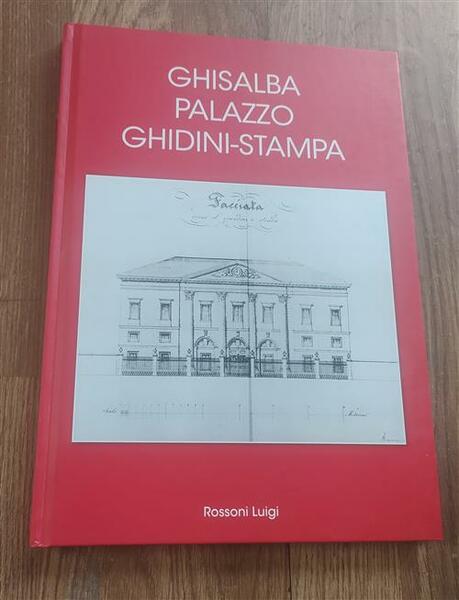 GHISALBA
PALAZZO
GHIDINI-STAMPA
Facciata
Rossoni Luigi